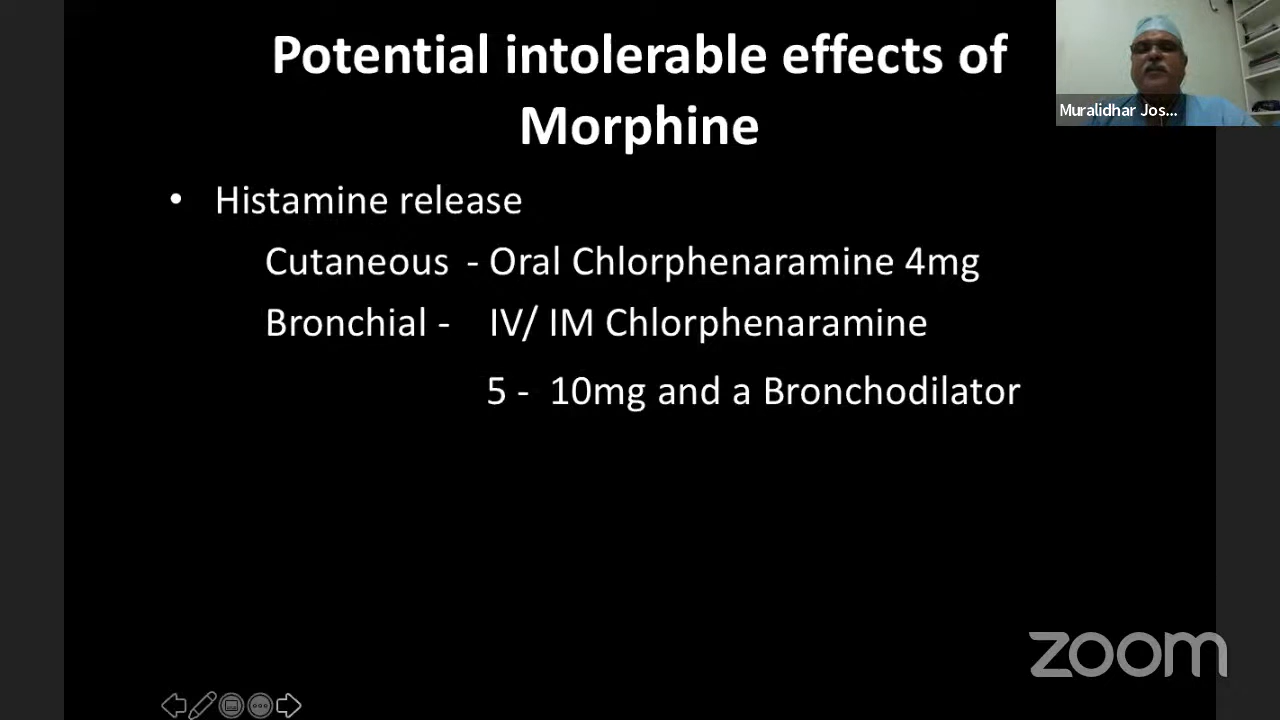 Potential intolerable effects of
Morphine
Muralidhar Jos...
• Histamine release
Cutaneous - Oral Chlorphenaramine 4mg
Bronchial - IV/ IM Chlorphenaramine
5 - 10mg and a Bronchodilator
zoom